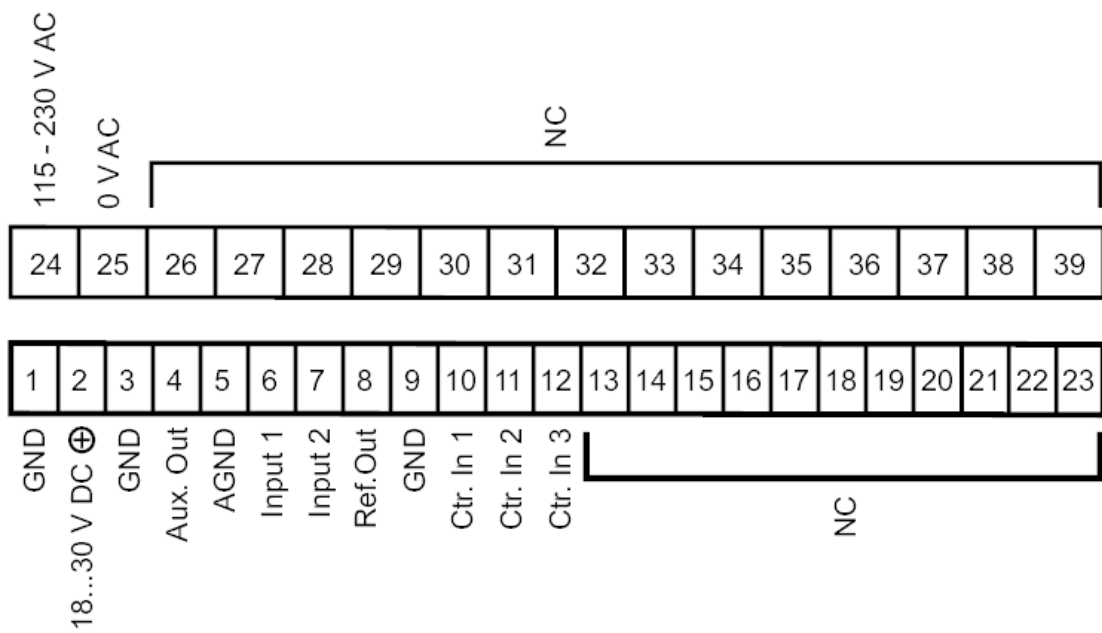 115 - 230 V AC
0 V AC
NC
24 25 26 27 28 29 30 31 32 33 34 35 36 37 38 39
1 2 3 4 5 6 7 8 9 10 11 12 13 14 15 16 17 18 19 20 21 22 23
GND
18...30 V DC ⊕
GND
Aux. Out
AGND
Input 1
Input 2
Ref.Out
GND
Ctr. In 1
Ctr. In 2
Ctr. In 3
NC